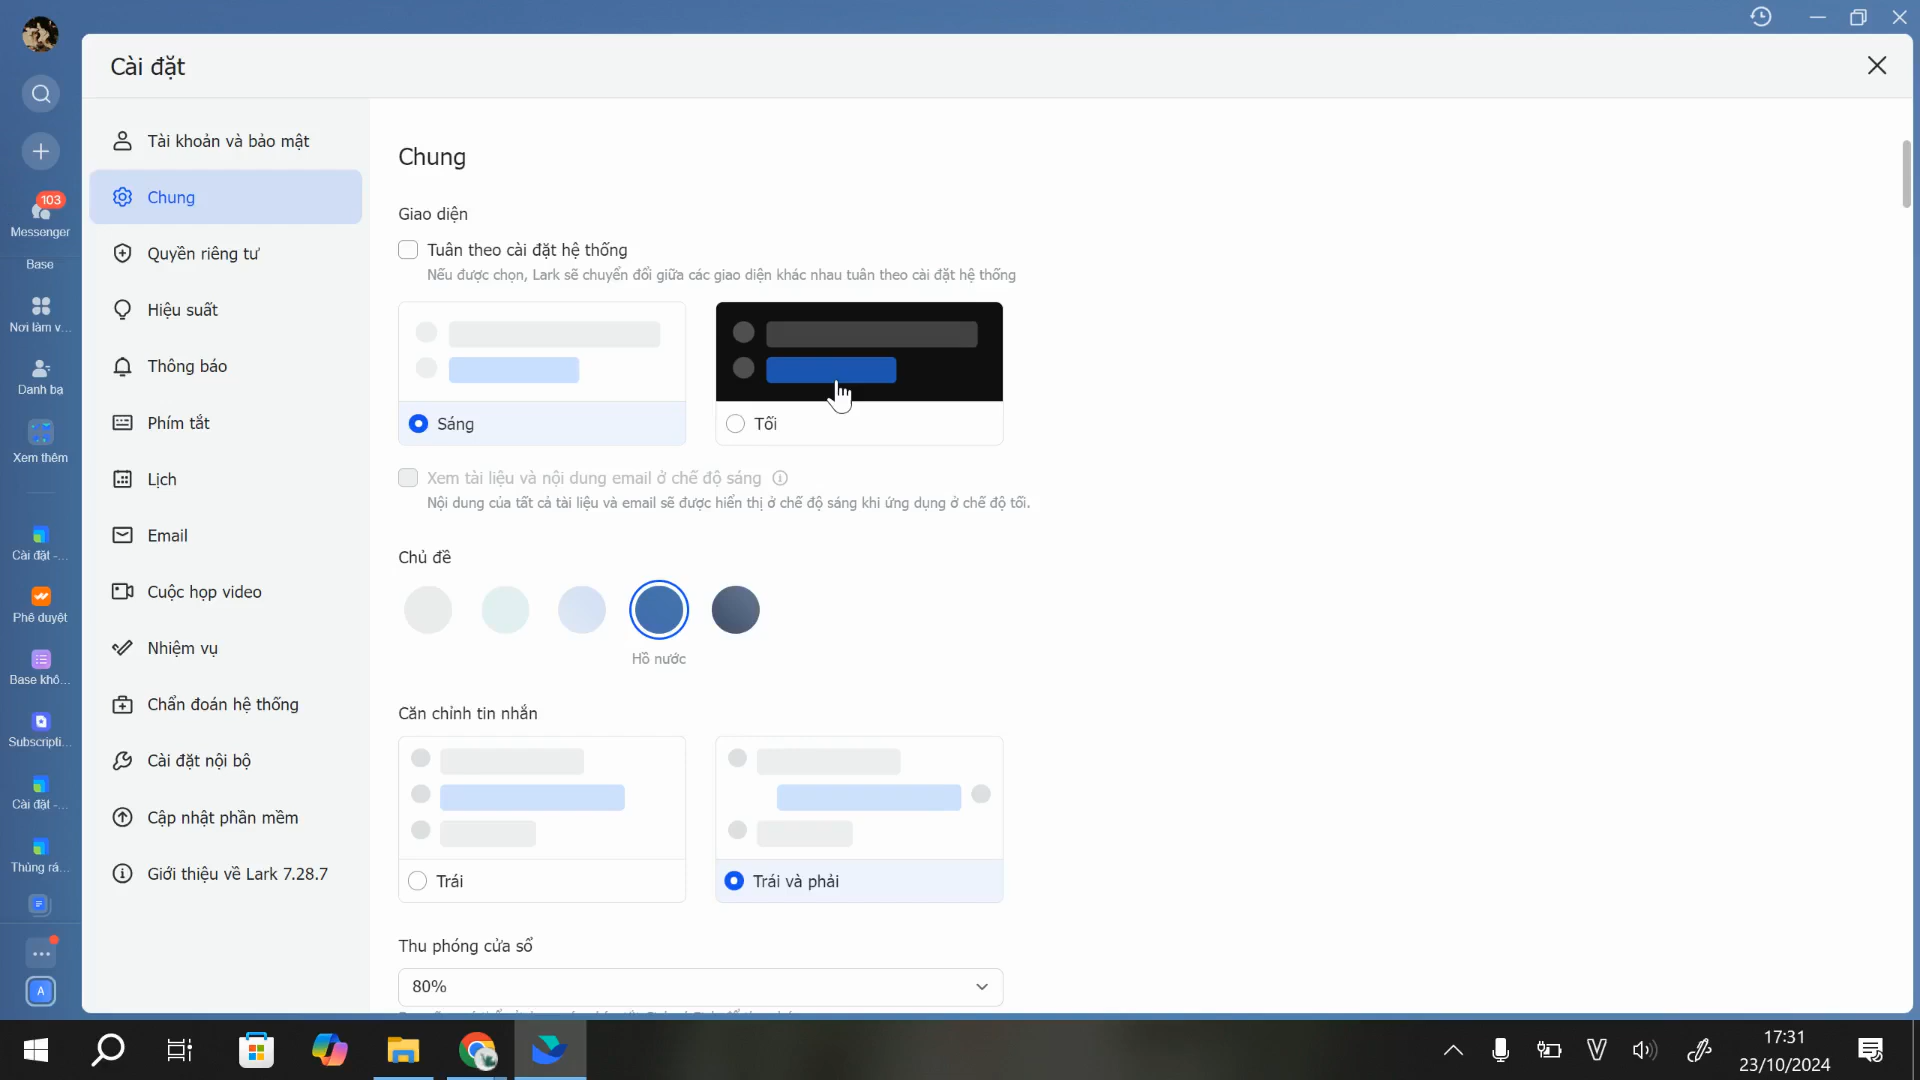 Cài đặt
103
Messenger
Base
Nơi làm v...
Danh bạ
Xem thêm
Cài đặt -...
Phê duyệt
Base khô...
Subscripti...
Cài đặt -...
Thùng rá...
A
Tài khoản và bảo mật
Chung
Quyền riêng tư
Hiệu suất
Thông báo
Phím tắt
Lịch
Email
Cuộc họp video
Nhiệm vụ
Chẩn đoán hệ thống
Cài đặt nội bộ
Cập nhật phần mềm
Giới thiệu về Lark 7.28.7
Chung
Giao diện
Tuân theo cài đặt hệ thống
Nếu được chọn, Lark sẽ chuyển đổi giữa các giao diện khác nhau tuân theo cài đặt hệ thống
Sáng
Tối
Xem tài liệu và nội dung email ở chế độ sáng
Nội dung của tất cả tài liệu và email sẽ được hiển thị ở chế độ sáng khi ứng dụng ở chế độ tối.
Chủ đề
Hồ nước
Căn chỉnh tin nhắn
Trái
Trái và phải
Thu phóng cửa sổ
80%
V
17:31
23/10/2024